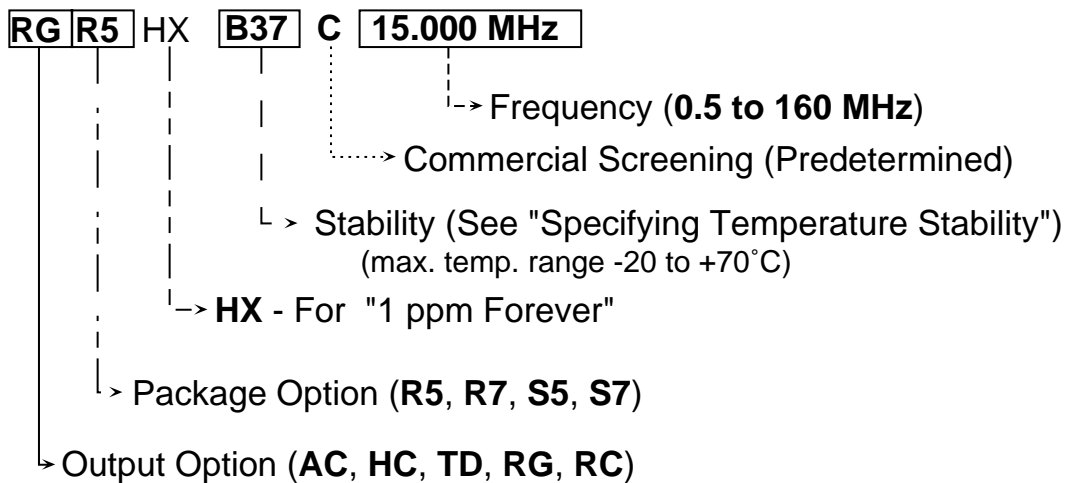 RG R5 HX B37 C 15.000 MHz
Frequency (0.5 to 160 MHz)
Commercial Screening (Predetermined)
Stability (See "Specifying Temperature Stability")
(max. temp. range -20 to +70˚C)
HX - For "1 ppm Forever"
Package Option (R5, R7, S5, S7)
Output Option (AC, HC, TD, RG, RC)